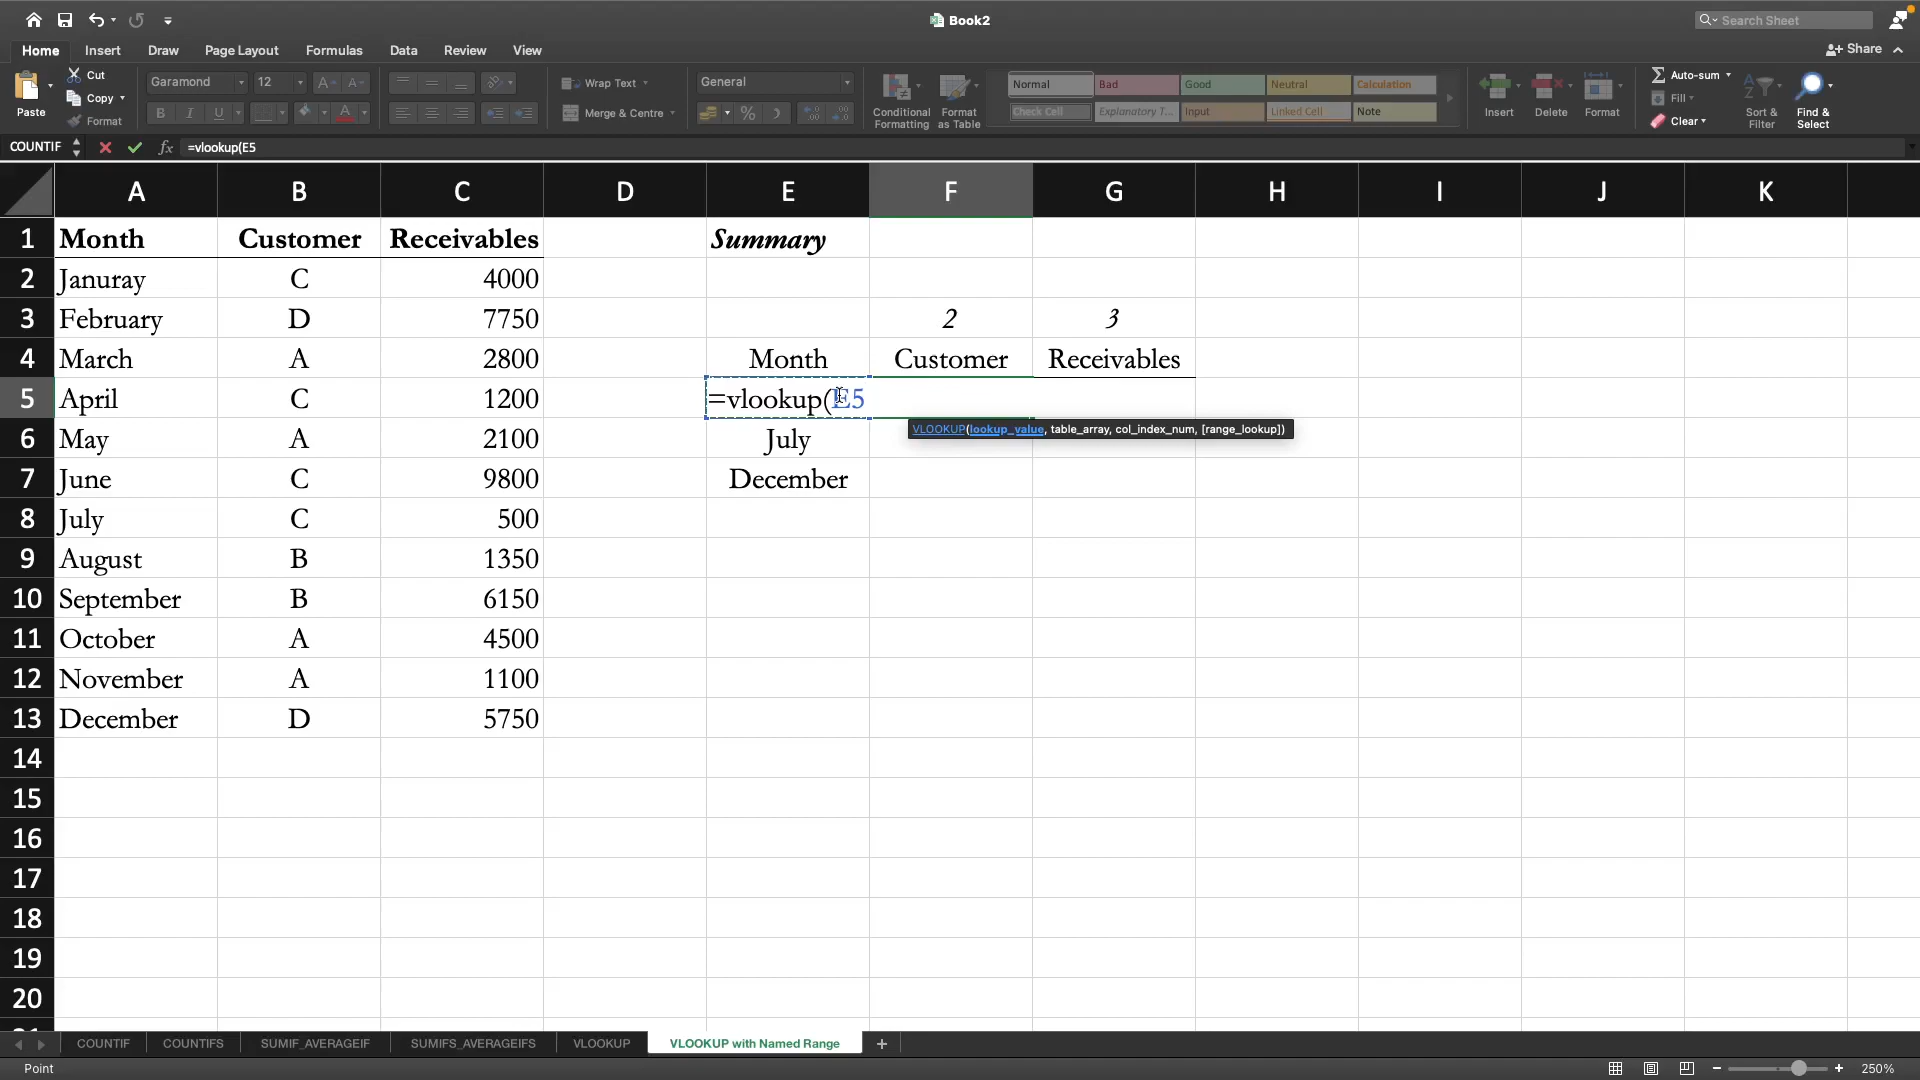 Book2
Search Sheet
Home Insert Draw Page Layout Formulas Data Review View
Share
Paste
Cut
Copy
Format
Garamond 12
A A
B I U A
Wrap Text
Merge & Centre
General
%
Conditional Formatting
Format as Table
Normal Bad Good Neutral Calculation
Check Cell Explanatory T... Input Linked Cell Note
Insert Delete Format
Auto-sum
Fill
Clear
Sort & Filter
Find & Select
COUNTIF fx =vlookup(E5
A B C D E F G H I J K
1 Month Customer Receivables Summary
2 Januray C 4000
3 February D 7750 2 3
4 March A 2800 Month Customer Receivables
5 April C 1200 =vlookup(E5
VLOOKUP(lookup_value, table_array, col_index_num, [range_lookup])
6 May A 2100 July
7 June C 9800 December
8 July C 500
9 August B 1350
10 September B 6150
11 October A 4500
12 November A 1100
13 December D 5750
14
15
16
17
18
19
20
COUNTIF COUNTIFS SUMIF_AVERAGEIF SUMIFS_AVERAGEIFS VLOOKUP VLOOKUP with Named Range +
Point
250%